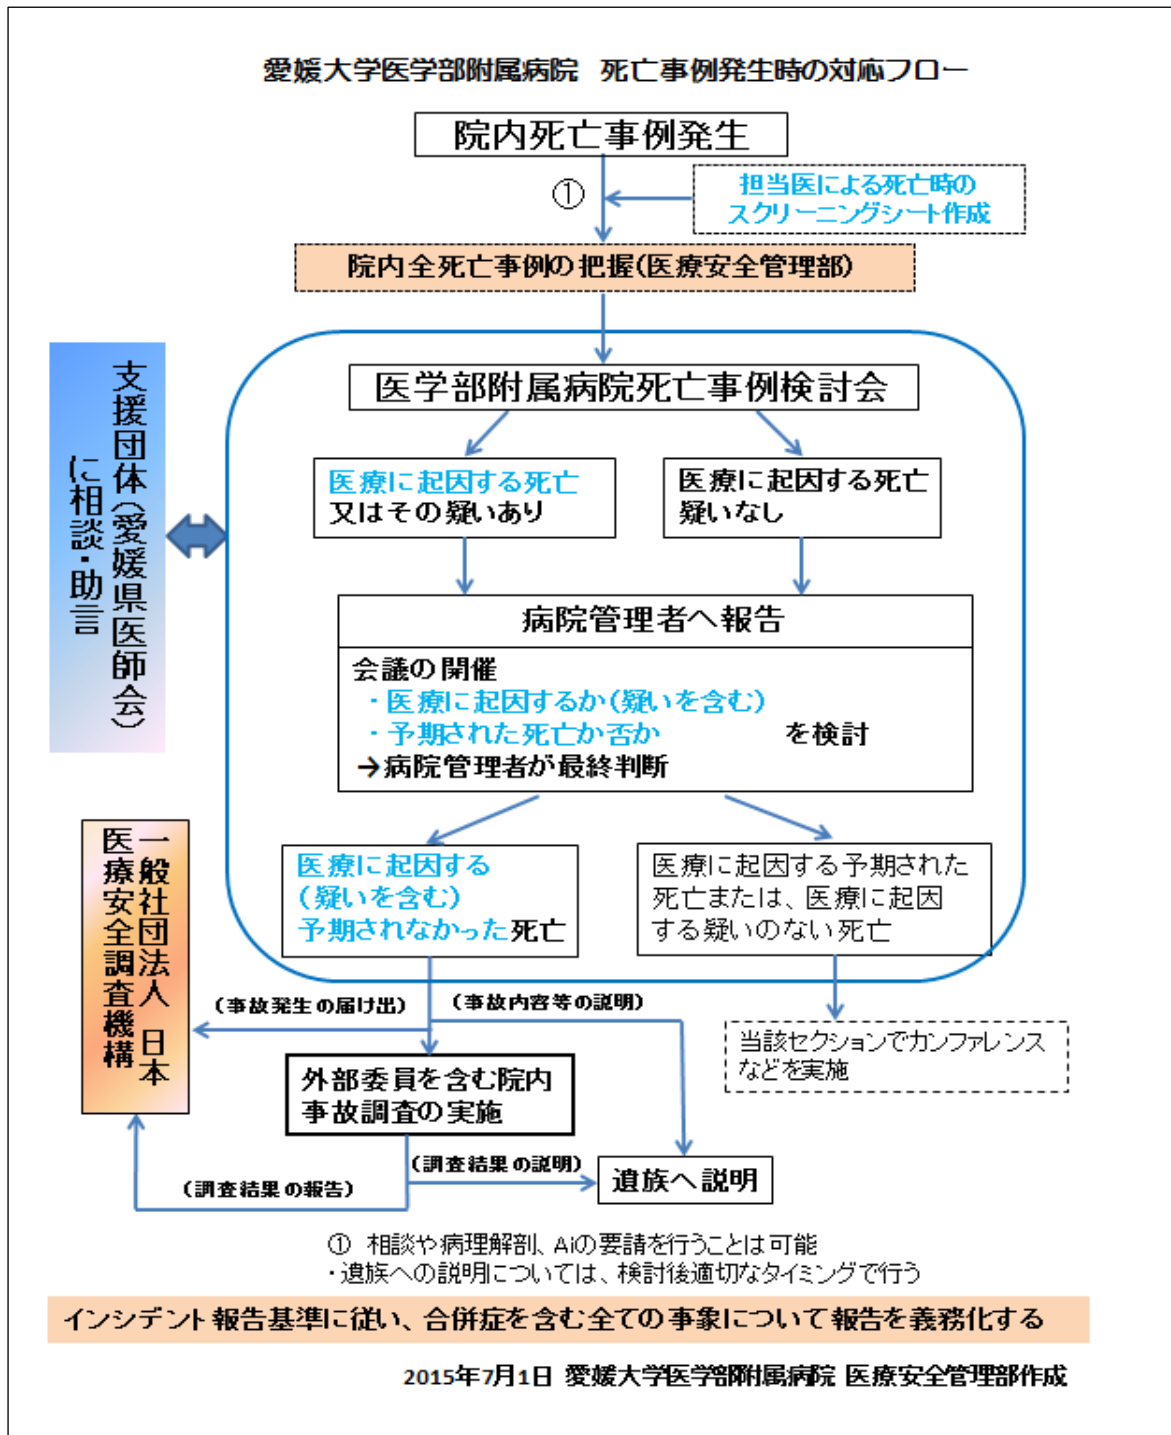 愛媛大学医学部附属病院 死亡事例発生時の対応フロー
院内死亡事例発生
①
担当医による死亡時の
スクリーニングシート作成
院内全死亡事例の把握(医療安全管理部)
支援団体(愛媛県医師会)
に相談・助言
医学部附属病院死亡事例検討会
医療に起因する死亡
又はその疑いあり
医療に起因する死亡
疑いなし
病院管理者へ報告
会議の開催
・医療に起因するか(疑いを含む)
・予期された死亡か否か を検討
→病院管理者が最終判断
医療に起因する
(疑いを含む)
予期されなかった死亡
医療に起因する予期された
死亡または、医療に起因
する疑いのない死亡
一般社団法人 日本
医療安全調査機構
(事故発生の届け出)
(事故内容等の説明)
当該セクションでカンファレンス
などを実施
外部委員を含む院内
事故調査の実施
(調査結果の説明)
(調査結果の報告)
遺族へ説明
① 相談や病理解剖、Aiの要請を行うことは可能
・遺族への説明については、検討後適切なタイミングで行う
インシデント報告基準に従い、合併症を含む全ての事象について報告を義務化する
2015年7月1日 愛媛大学医学部附属病院 医療安全管理部作成